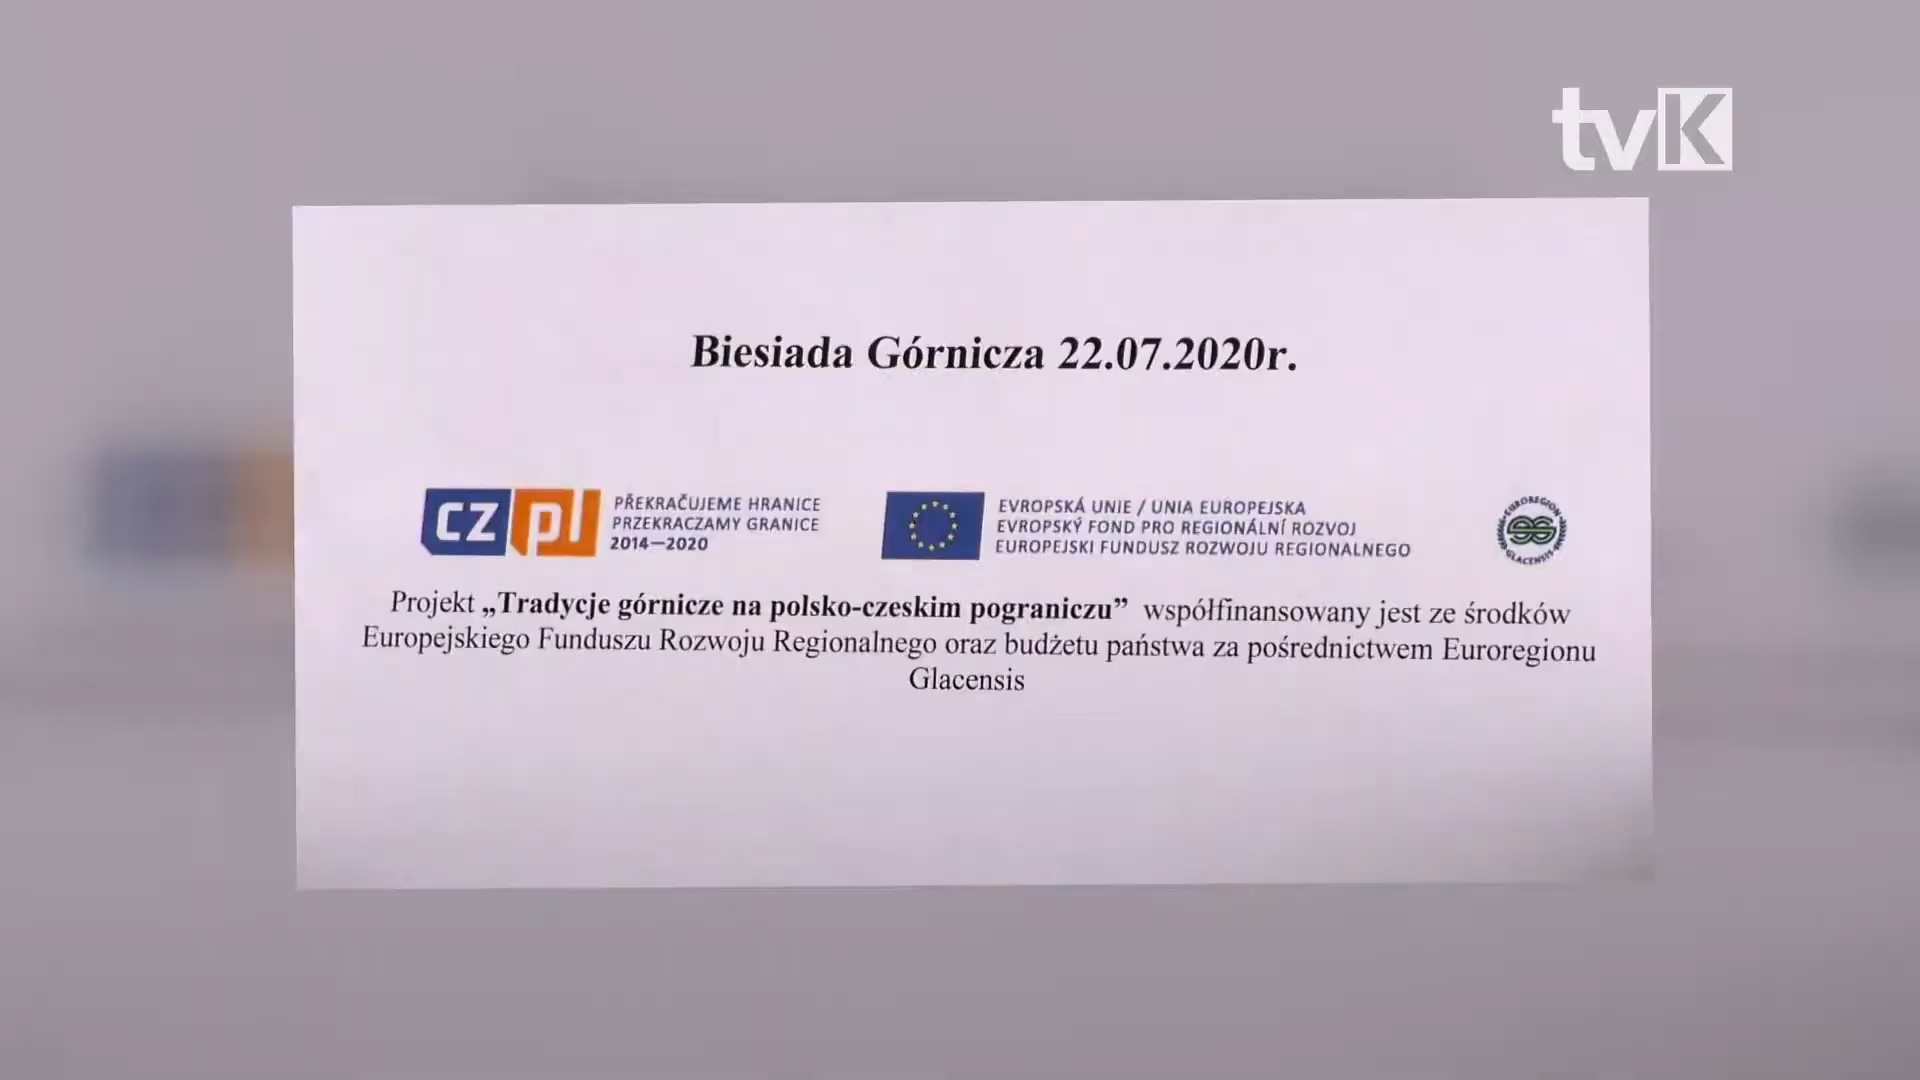 tvK
Biesiada Górnicza 22.07.2020r.
cz pl
PŘEKRAČUJEME HRANICE
PRZEKRACZAMY GRANICE
2014—2020
EVROPSKÁ UNIE / UNIA EUROPEJSKA
EVROPSKÝ FOND PRO REGIONÁLNÍ ROZVOJ
EUROPEJSKI FUNDUSZ ROZWOJU REGIONALNEGO
EUROREGION
GLACENSIS
Projekt „Tradycje górnicze na polsko-czeskim pograniczu” współfinansowany jest ze środków
Europejskiego Funduszu Rozwoju Regionalnego oraz budżetu państwa za pośrednictwem Euroregionu
Glacensis